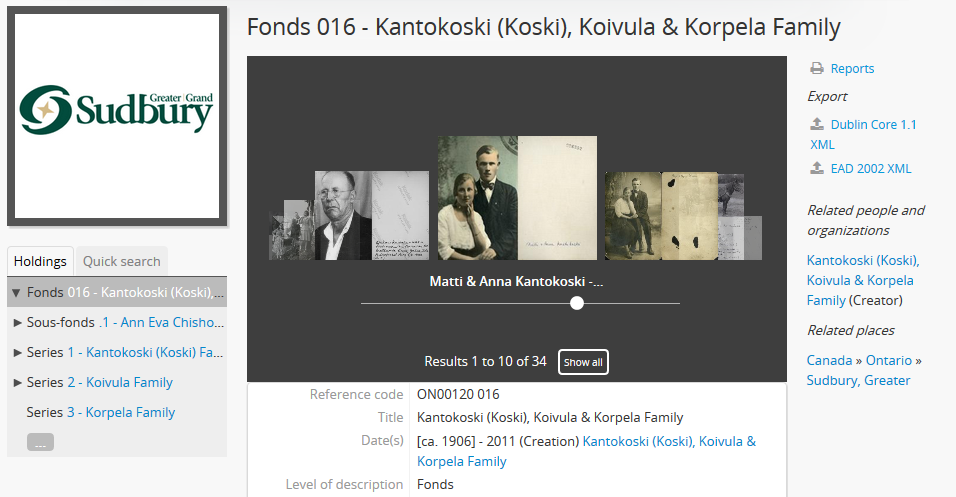 Fonds 016 - Kantokoski (Koski), Koivula & Korpela Family
Greater | Grand
Sudbury
Holdings
Quick search
▼ Fonds 016 - Kantokoski (Koski),...
▶ Sous-fonds .1 - Ann Eva Chisho...
▶ Series 1 - Kantokoski (Koski) Fa...
▶ Series 2 - Koivula Family
Series 3 - Korpela Family
...
Matti & Anna Kantokoski -...
Results 1 to 10 of 34
Show all
Reference code ON00120 016
Title Kantokoski (Koski), Koivula & Korpela Family
Date(s) [ca. 1906] - 2011 (Creation) Kantokoski (Koski), Koivula &
Korpela Family
Level of description Fonds
Reports
Export
Dublin Core 1.1
XML
EAD 2002 XML
Related people and
organizations
Kantokoski (Koski),
Koivula & Korpela
Family (Creator)
Related places
Canada » Ontario »
Sudbury, Greater